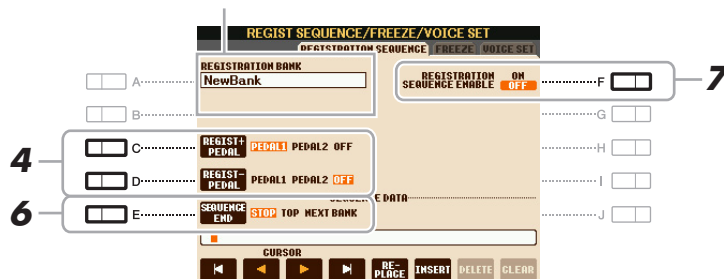 REGIST SEQUENCE/FREEZE/VOICE SET
REGISTRATION SEQUENCE FREEZE VOICE SET
REGISTRATION BANK
NewBank
REGISTRATION SEQUENCE ENABLE ON OFF
7
A
B
C
D
E
F
G
H
I
J
4
REGIST+ PEDAL PEDAL1 PEDAL2 OFF
REGIST- PEDAL PEDAL1 PEDAL2 OFF
E DATA
6
SEQUENCE END STOP TOP NEXT BANK
CURSOR
RE-PLACE INSERT DELETE CLEAR